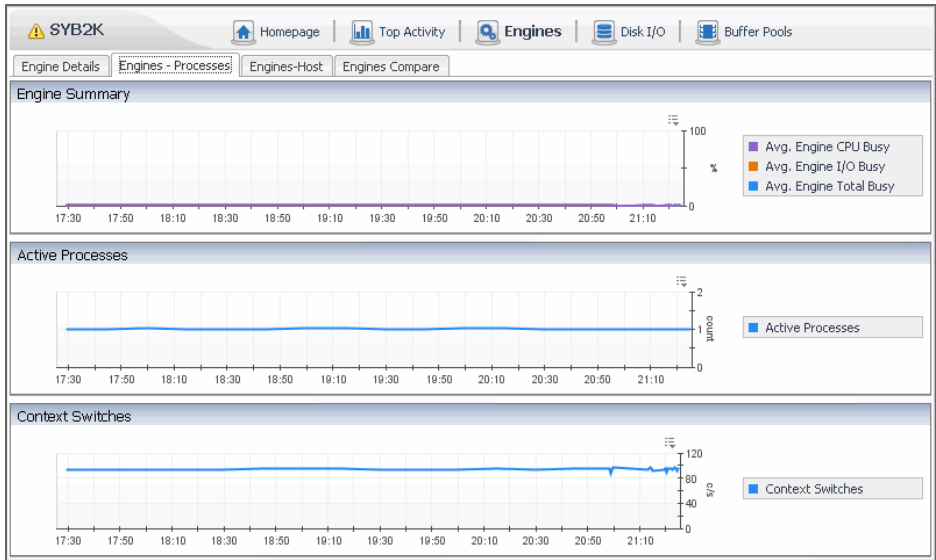 SYB2K
Homepage
Top Activity
Engines
Disk I/O
Buffer Pools
Engine Details
Engines - Processes
Engines-Host
Engines Compare
Engine Summary
100
%
0
17:30 17:50 18:10 18:30 18:50 19:10 19:30 19:50 20:10 20:30 20:50 21:10
Avg. Engine CPU Busy
Avg. Engine I/O Busy
Avg. Engine Total Busy
Active Processes
2
1
count
0
17:30 17:50 18:10 18:30 18:50 19:10 19:30 19:50 20:10 20:30 20:50 21:10
Active Processes
Context Switches
120
80
c/s
40
0
17:30 17:50 18:10 18:30 18:50 19:10 19:30 19:50 20:10 20:30 20:50 21:10
Context Switches